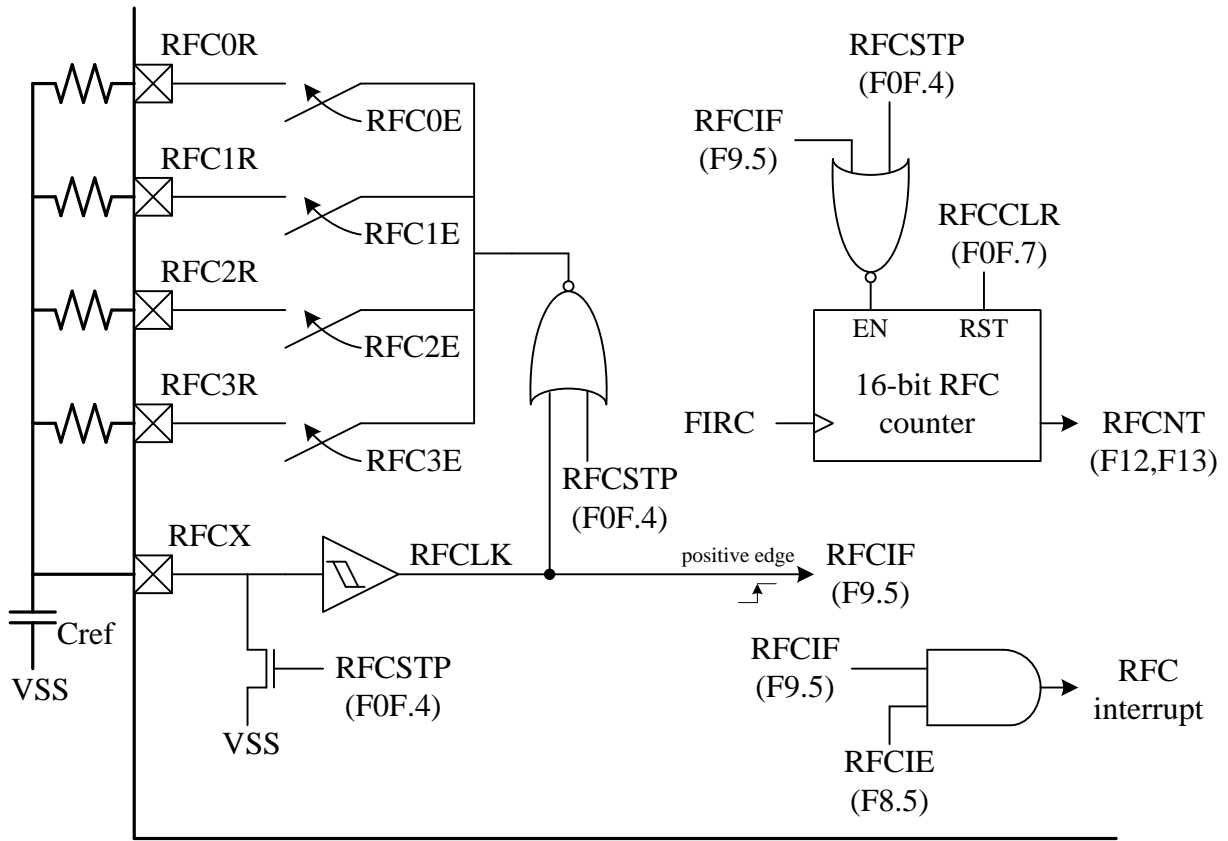 RFC0R
RFC0E
RFC1R
RFC1E
RFC2R
RFC2E
RFC3R
RFC3E
RFCSTP
(F0F.4)
RFCX
RFCLK
positive edge
RFCIF
(F9.5)
Cref
VSS
RFCSTP
(F0F.4)
VSS
RFCSTP
(F0F.4)
RFCIF
(F9.5)
RFCCLR
(F0F.7)
EN
RST
16-bit RFC
counter
FIRC
RFCNT
(F12,F13)
RFCIF
(F9.5)
RFCIE
(F8.5)
RFC
interrupt